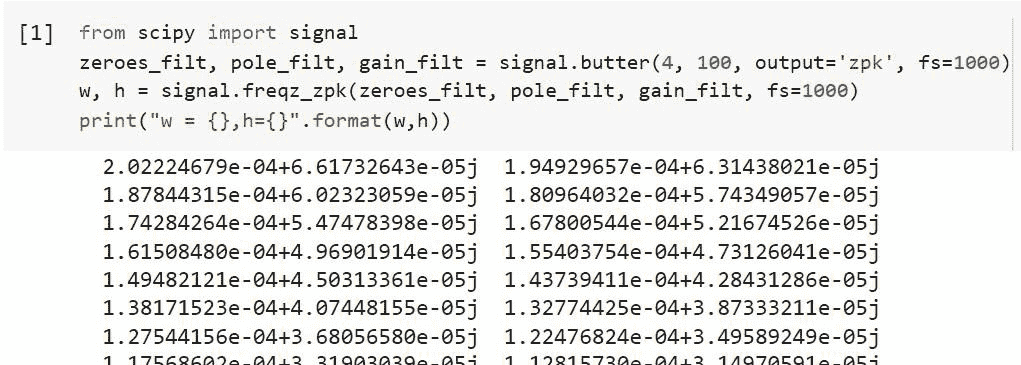 [1] from scipy import signal
zeroes_filt, pole_filt, gain_filt = signal.butter(4, 100, output='zpk', fs=1000)
w, h = signal.freqz_zpk(zeroes_filt, pole_filt, gain_filt, fs=1000)
print("w = {},h={}".format(w,h))
2.02224679e-04+6.61732643e-05j 1.94929657e-04+6.31438021e-05j
1.87844315e-04+6.02323059e-05j 1.80964032e-04+5.74349057e-05j
1.74284264e-04+5.47478398e-05j 1.67800544e-04+5.21674526e-05j
1.61508480e-04+4.96901914e-05j 1.55403754e-04+4.73126041e-05j
1.49482121e-04+4.50313361e-05j 1.43739411e-04+4.28431286e-05j
1.38171523e-04+4.07448155e-05j 1.32774425e-04+3.87333211e-05j
1.27544156e-04+3.68056580e-05j 1.22476824e-04+3.49589249e-05j
1.17568602e-04+3.31903039e-05j 1.12815730e-04+3.14970591e-05j